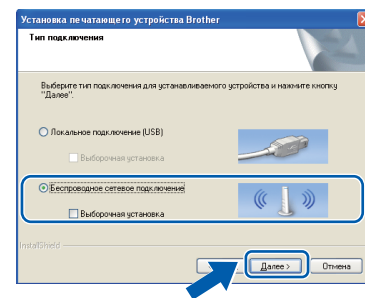 Установка печатающего устройства Brother
Тип подключения
Выберите тип подключения для устанавливаемого устройства и нажмите кнопку
"Далее".
Локальное подключение (USB)
Выборочная установка
Беспроводное сетевое подключение
Выборочная установка
InstallShield
Далее > Отмена